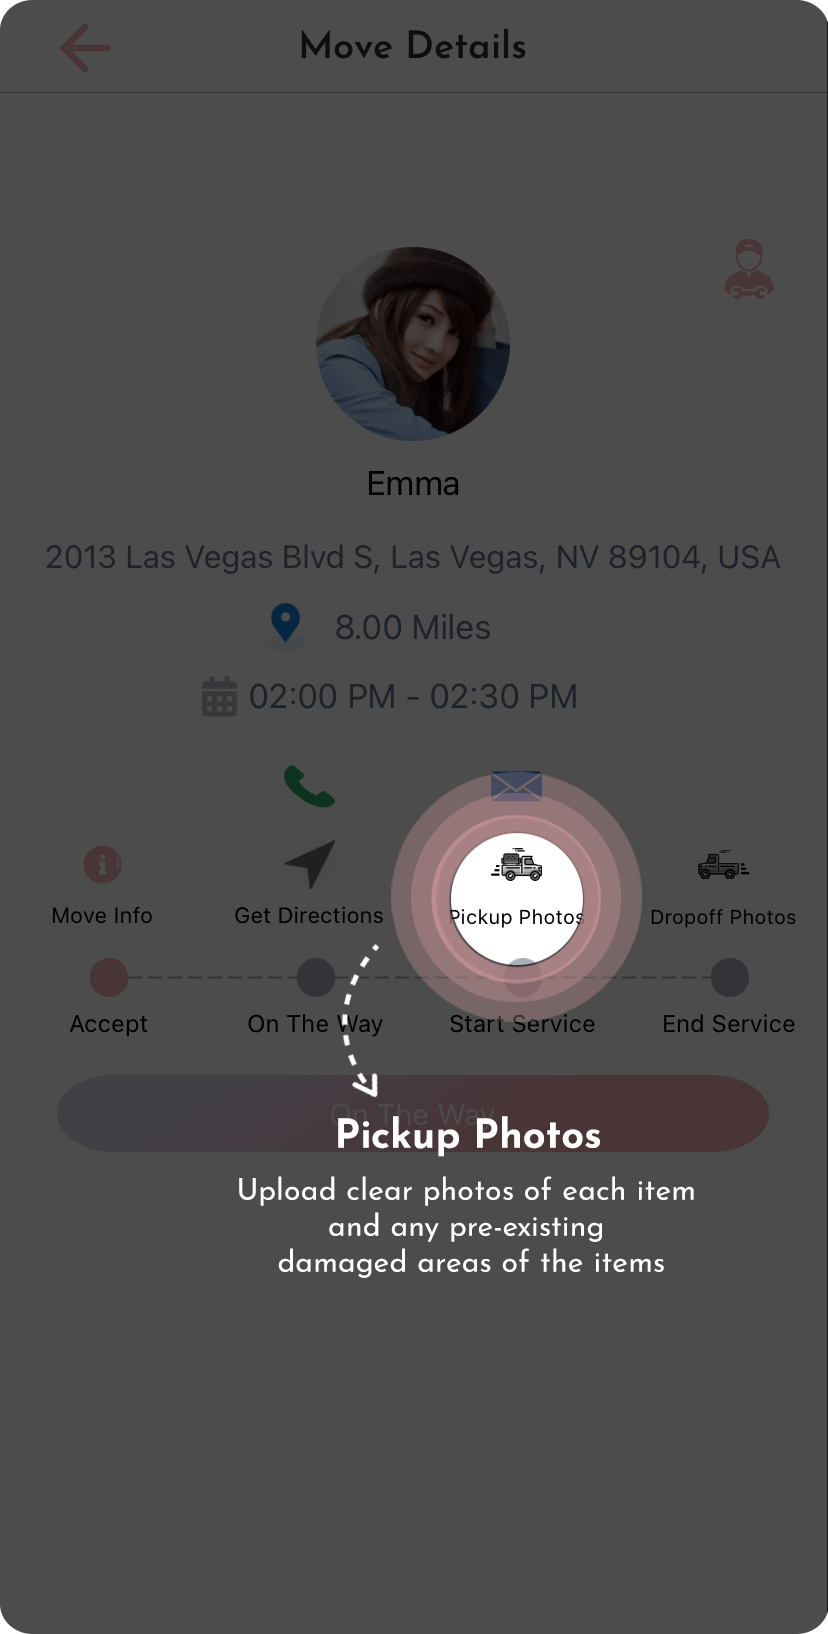 Move Details
Emma
2013 Las Vegas Blvd S, Las Vegas, NV 89104, USA
8.00 Miles
02:00 PM - 02:30 PM
Move Info
Get Directions
Pickup Photos
Dropoff Photos
Accept
On The Way
Start Service
End Service
On The Way
Pickup Photos
Upload clear photos of each item
and any pre-existing
damaged areas of the items